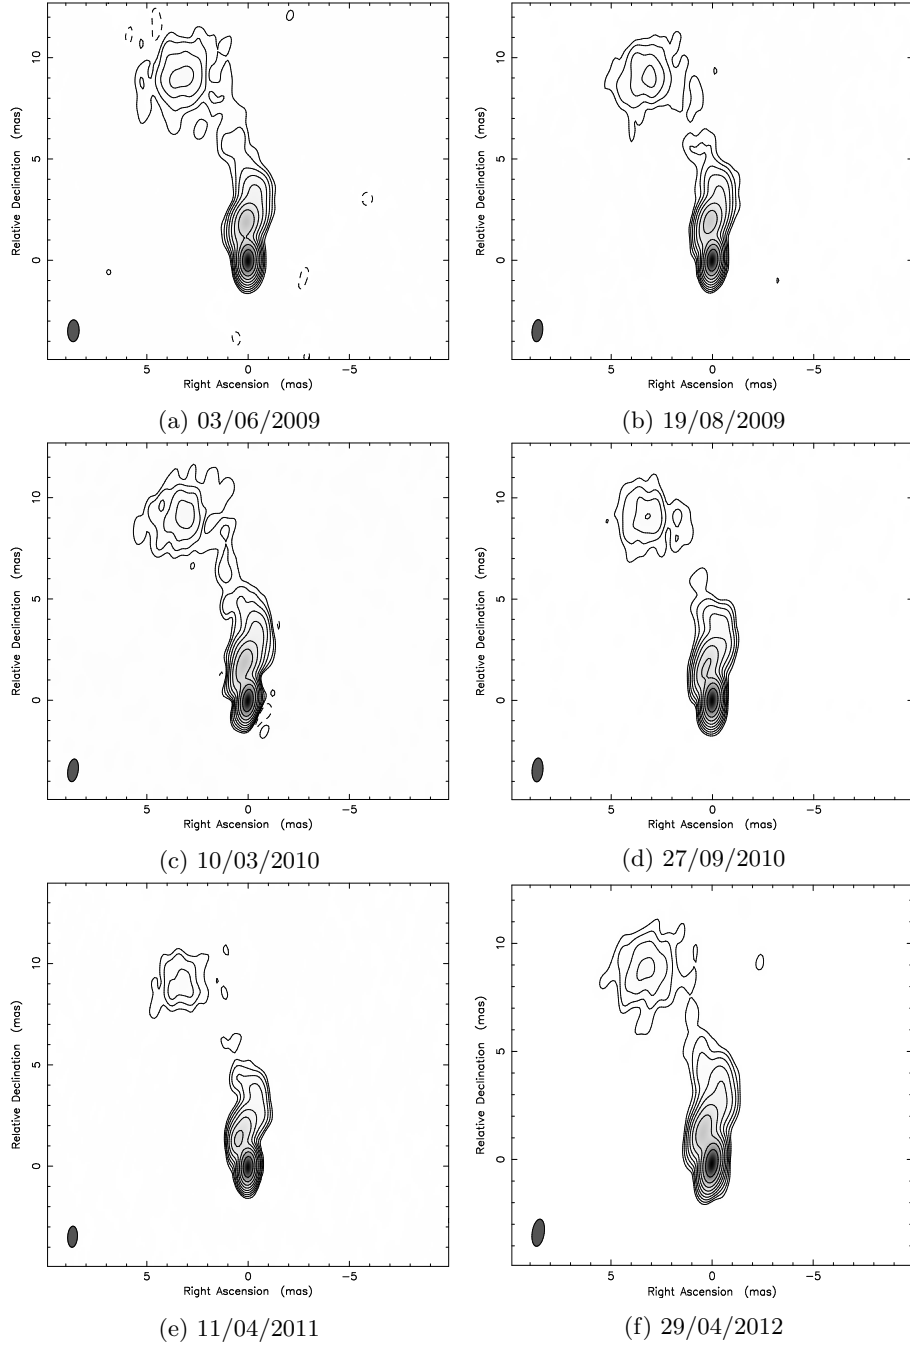 10
5
0
Relative Declination (mas)
5 0 −5
Right Ascension (mas)
(a) 03/06/2009
10
5
0
Relative Declination (mas)
5 0 −5
Right Ascension (mas)
(b) 19/08/2009
10
5
0
Relative Declination (mas)
5 0 −5
Right Ascension (mas)
(c) 10/03/2010
10
5
0
Relative Declination (mas)
5 0 −5
Right Ascension (mas)
(d) 27/09/2010
10
5
0
Relative Declination (mas)
5 0 −5
Right Ascension (mas)
(e) 11/04/2011
10
5
0
Relative Declination (mas)
5 0 −5
Right Ascension (mas)
(f) 29/04/2012